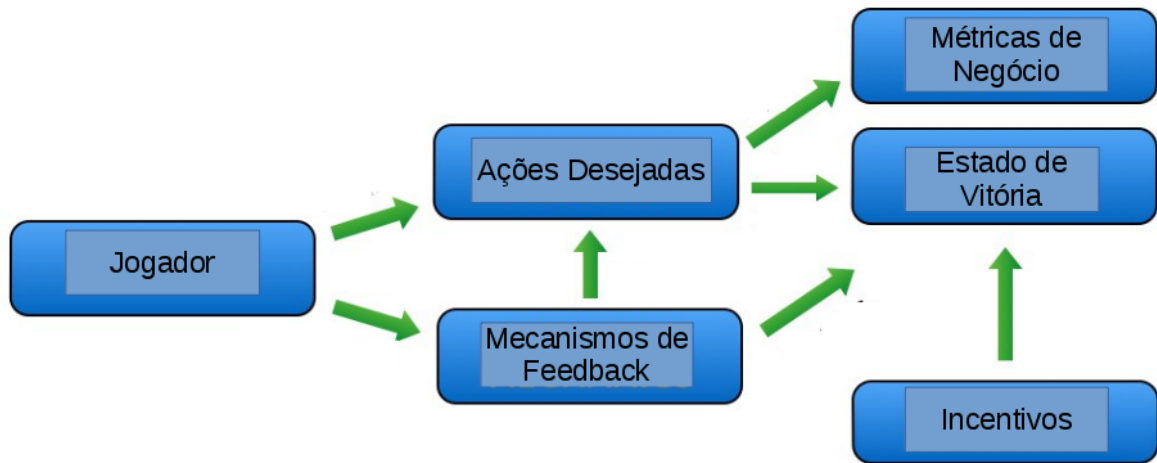 Métricas de
Negócio
Ações Desejadas
Estado de
Vitória
Jogador
Mecanismos de
Feedback
Incentivos